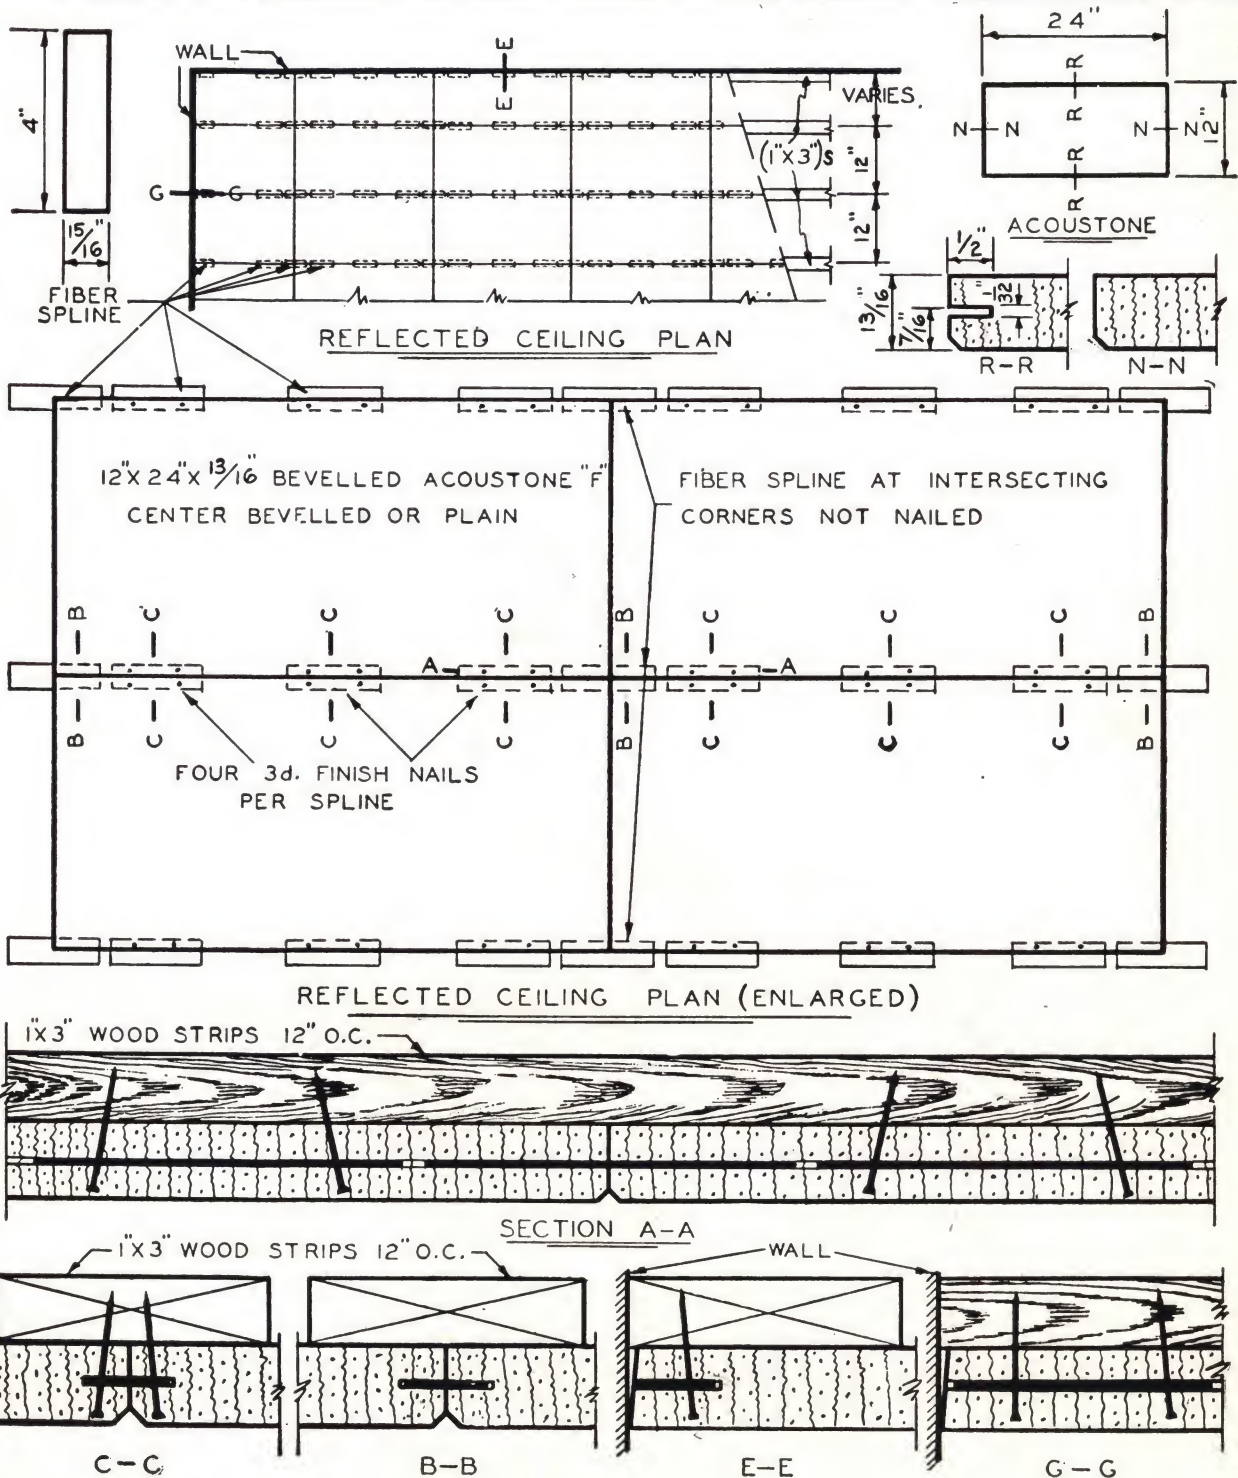 4"
15/16"
FIBER
SPLINE
WALL
E
E
G G
VARIES.
12"
12"
(1"X3")s
REFLECTED CEILING PLAN
24"
12"
R
R
R
R
N N
N N
ACOUSTONE
1/2"
13/16
7/16"
1/32"
R-R
N-N
12"X 24"X 13/16" BEVELLED ACOUSTONE "F"
CENTER BEVELLED OR PLAIN
FIBER SPLINE AT INTERSECTING
CORNERS NOT NAILED
B C C C B C C C B
A A
B C C C B C C C B
FOUR 3d. FINISH NAILS
PER SPLINE
REFLECTED CEILING PLAN (ENLARGED)
1"X3" WOOD STRIPS 12" O.C.
SECTION A-A
1"X3" WOOD STRIPS 12" O.C.
WALL
C-C
B-B
E-E
G-G